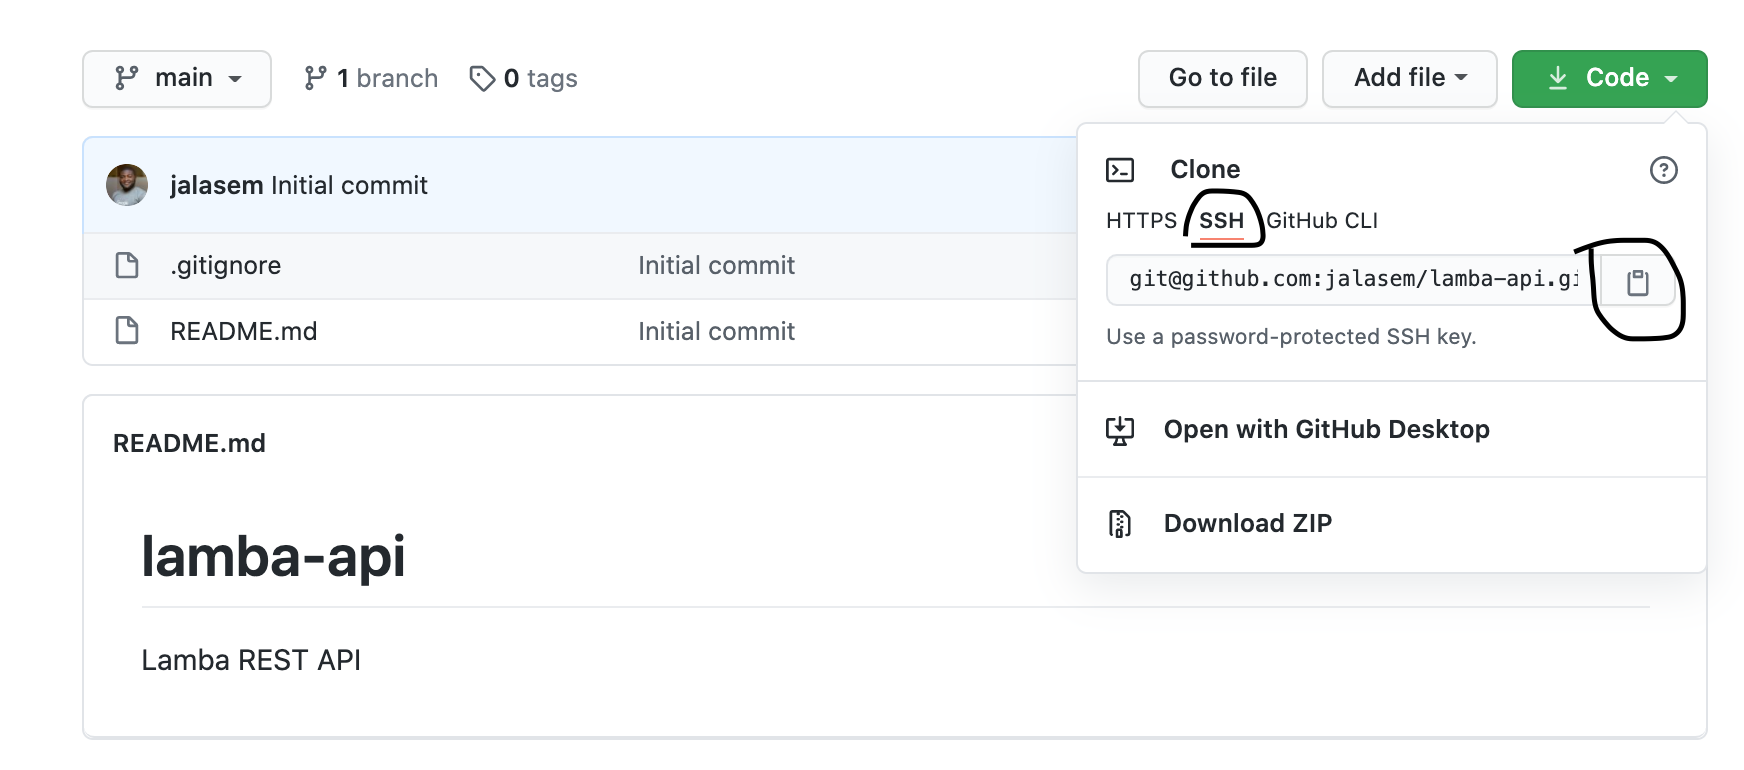 main 1 branch 0 tags Go to file Add file Code
jalasem Initial commit
.gitignore Initial commit
README.md Initial commit
Clone
HTTPS SSH GitHub CLI
git@github.com:jalasem/lamba-api.gi
Use a password-protected SSH key.
Open with GitHub Desktop
Download ZIP
README.md
lamba-api
Lamba REST API